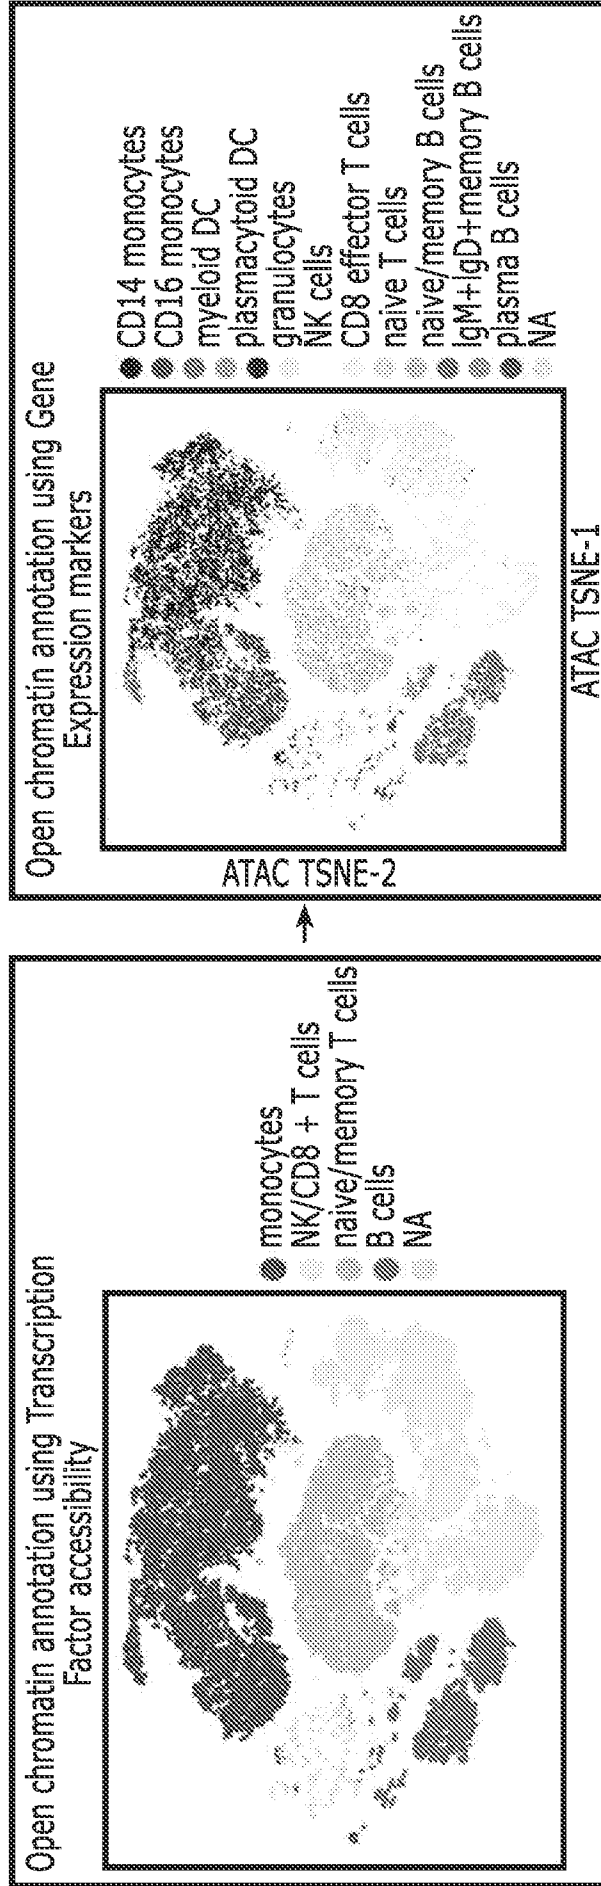 Open chromatin annotation using Transcription
Factor accessibility
monocytes
NK/CD8 + T cells
naive/memory T cells
B cells
NA
Open chromatin annotation using Gene
Expression markers
ATAC TSNE-2
ATAC TSNE-1
CD14 monocytes
CD16 monocytes
myeloid DC
plasmacytoid DC
granulocytes
NK cells
CD8 effector T cells
naive T cells
naive/memory B cells
IgM+IgD+memory B cells
plasma B cells
NA